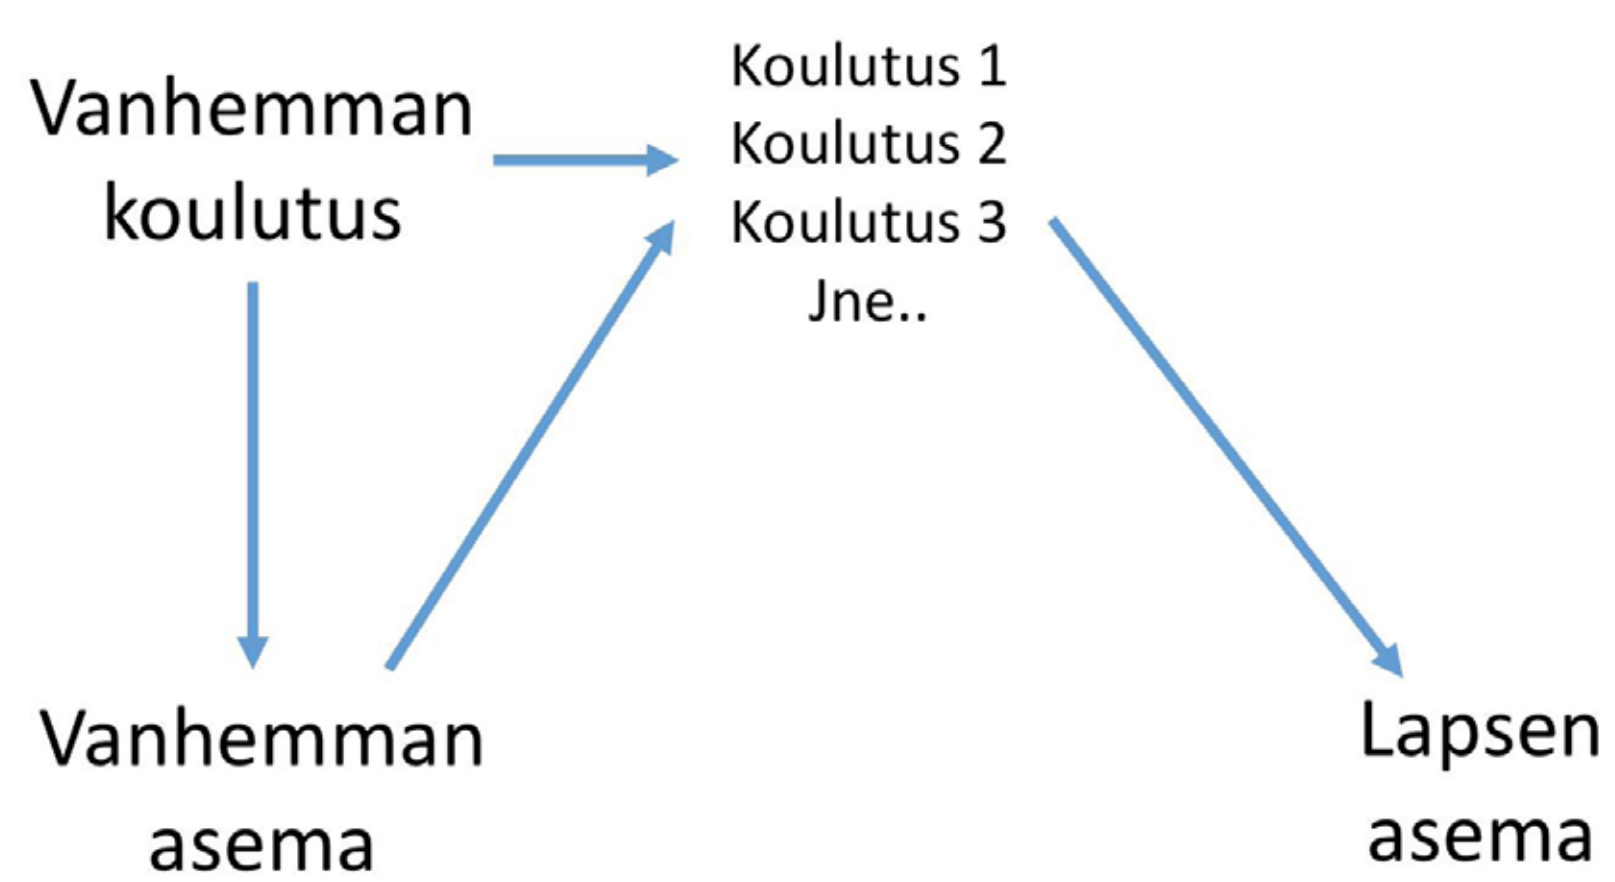 Vanhemman
koulutus
Koulutus 1
Koulutus 2
Koulutus 3
Jne..
Vanhemman
asema
Lapsen
asema